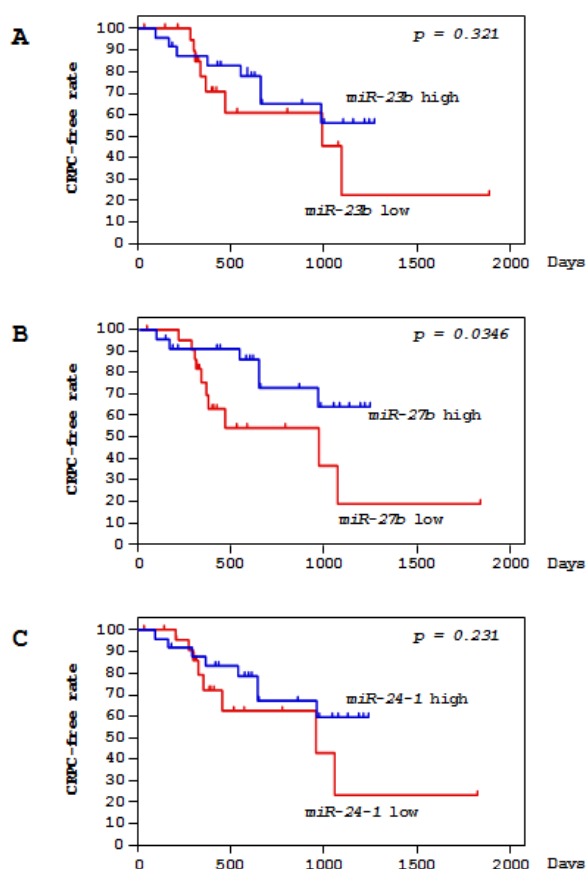 A
p = 0.321
CRPC-free rate
100
90
80
70
60
50
40
30
20
10
0
miR-23b high
miR-23b low
0 500 1000 1500 2000 Days
B
p = 0.0346
CRPC-free rate
100
90
80
70
60
50
40
30
20
10
0
miR-27b high
miR-27b low
0 500 1000 1500 2000 Days
C
p = 0.231
CRPC-free rate
100
90
80
70
60
50
40
30
20
10
0
miR-24-1 high
miR-24-1 low
0 500 1000 1500 2000 Days